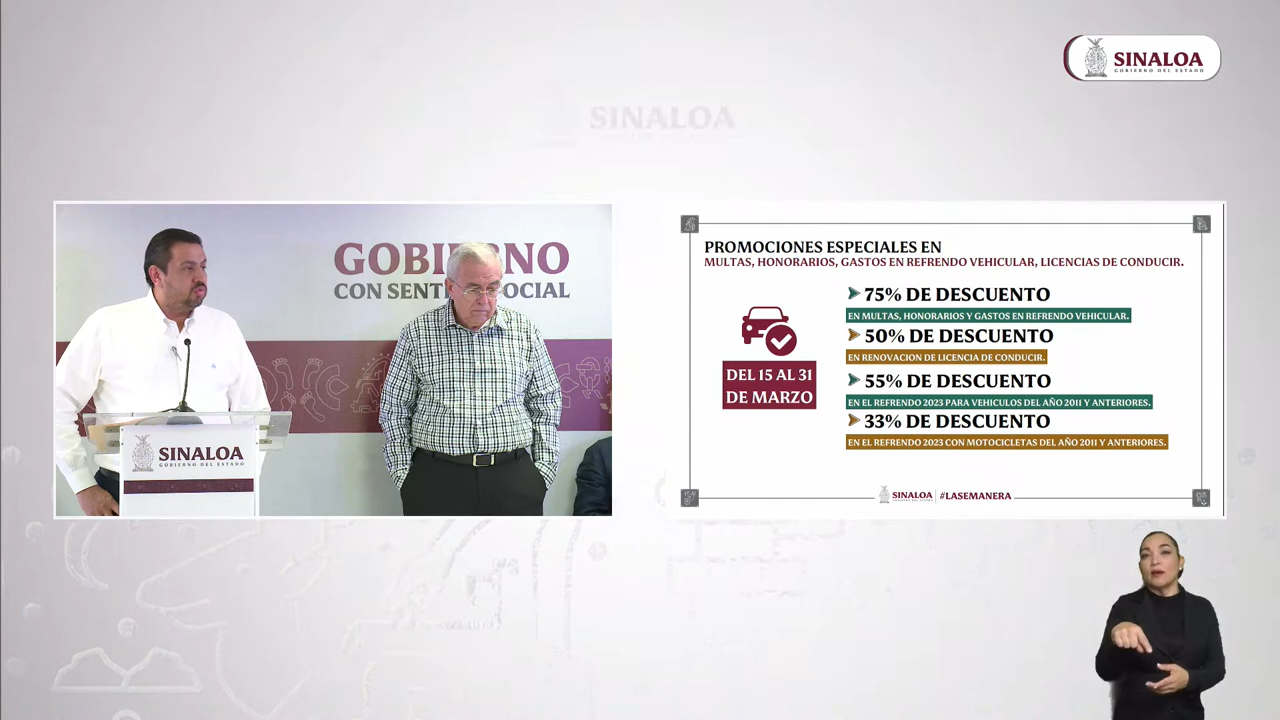 SINALOA
GOBIERNO DEL ESTADO
SINALOA
GOBIERNO
CON SENTI SOCIAL
SINALOA
GOBIERNO DEL ESTADO
PROMOCIONES ESPECIALES EN
MULTAS, HONORARIOS, GASTOS EN REFRENDO VEHICULAR, LICENCIAS DE CONDUCIR.
DEL 15 AL 31
DE MARZO
75% DE DESCUENTO
EN MULTAS, HONORARIOS Y GASTOS EN REFRENDO VEHICULAR.
50% DE DESCUENTO
EN RENOVACION DE LICENCIA DE CONDUCIR.
55% DE DESCUENTO
EN EL REFRENDO 2023 PARA VEHICULOS DEL AÑO 2011 Y ANTERIORES.
33% DE DESCUENTO
EN EL REFRENDO 2023 CON MOTOCICLETAS DEL AÑO 2011 Y ANTERIORES.
SINALOA
#LASEMANERA